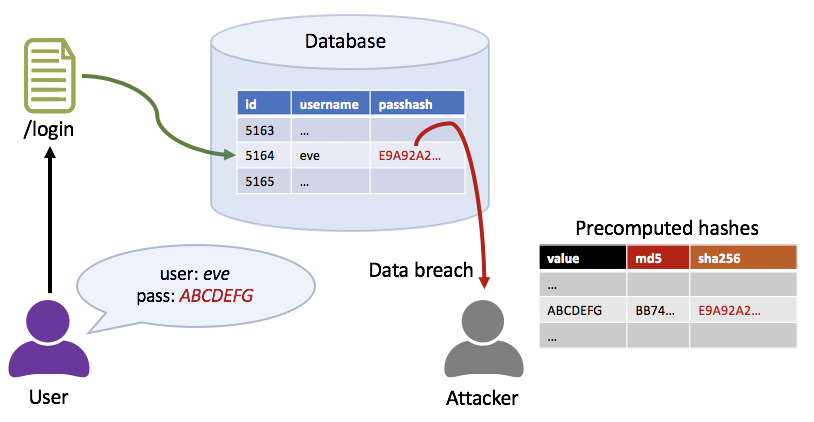 Database
/login
id username passhash
5163 ...
5164 eve E9A92A2...
5165 ...
user: eve
pass: ABCDEFG
User
Data breach
Attacker
Precomputed hashes
value md5 sha256
...
ABCDEFG BB74... E9A92A2...
...